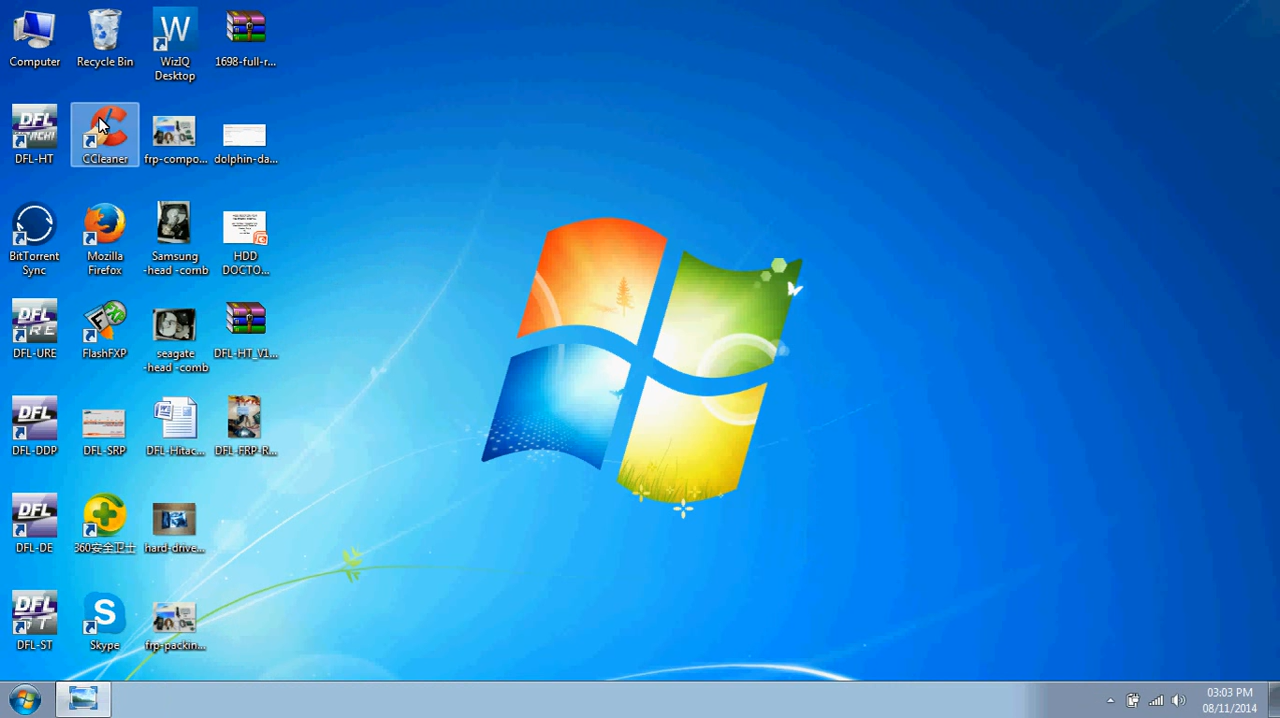 Computer
Recycle Bin
W
WizIQ
Desktop
1698-full-r...
DFL
DFL-HT
CCleaner
frp-compo...
dolphin-da...
BitTorrent
Sync
Mozilla
Firefox
Samsung
-head -comb
HDD
DOCTO...
DFL
DFL-URE
FlashFXP
seagate
-head -comb
DFL-HT_V1...
DFL
DFL-DDP
DFL-SRP
DFL-Hitac...
DFL-FRP-R...
DFL
DFL-DE
360安全卫士
hard-drive...
DFL
DFL-ST
S
Skype
frp-packin...
03:03 PM
08/11/2014